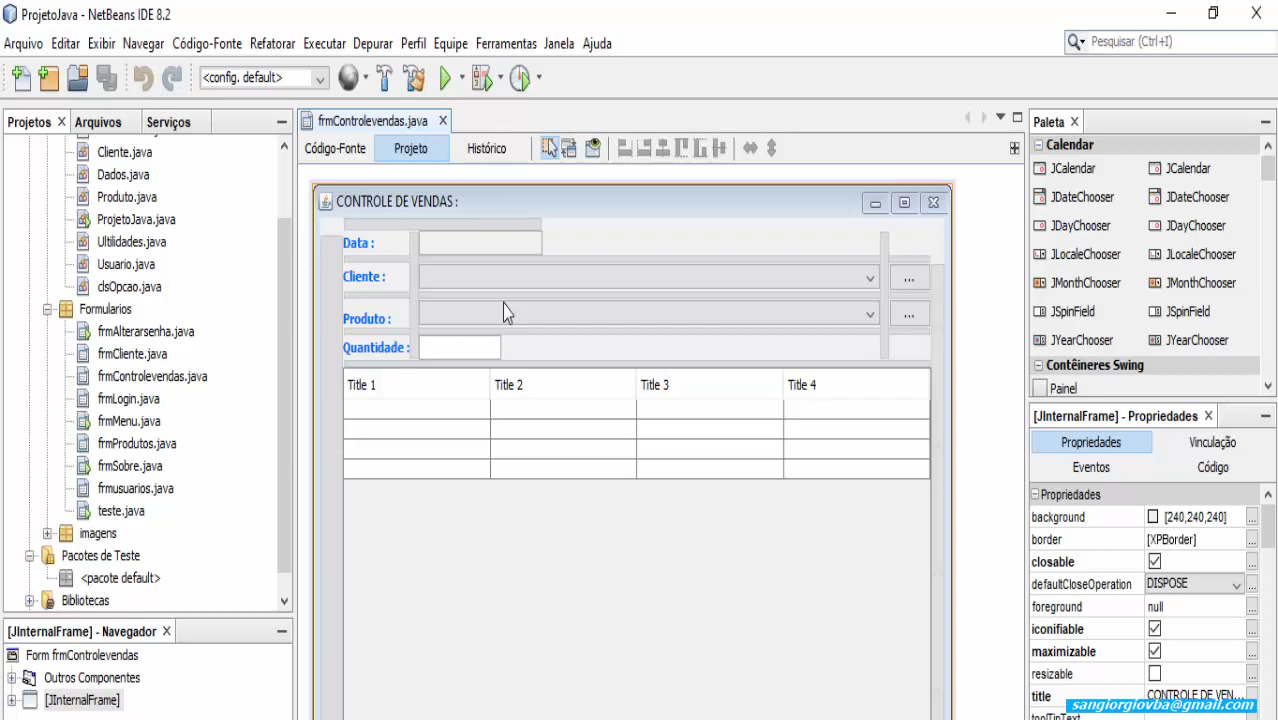 ProjetoJava - NetBeans IDE 8.2
Arquivo Editar Exibir Navegar Código-Fonte Refatorar Executar Depurar Perfil Equipe Ferramentas Janela Ajuda
Pesquisar (Ctrl+I)
<config. default>
Projetos Arquivos Serviços
Cliente.java
Dados.java
Produto.java
ProjetoJava.java
Ultilidades.java
Usuario.java
clsOpcao.java
Formularios
frmAlterarsenha.java
frmCliente.java
frmControlevendas.java
frmLogin.java
frmMenu.java
frmProdutos.java
frmSobre.java
frmusuarios.java
teste.java
imagens
Pacotes de Teste
<pacote default>
Bibliotecas
[JInternalFrame] - Navegador
Form frmControlevendas
Outros Componentes
[JInternalFrame]
frmControlevendas.java
Código-Fonte Projeto Histórico
CONTROLE DE VENDAS :
Data :
Cliente : ...
Produto : ...
Quantidade :
Title 1 Title 2 Title 3 Title 4
Paleta
Calendar
JCalendar JCalendar
JDateChooser JDateChooser
JDayChooser JDayChooser
JLocaleChooser JLocaleChooser
JMonthChooser JMonthChooser
JSpinField JSpinField
JYearChooser JYearChooser
Contêineres Swing
Painel
[JInternalFrame] - Propriedades
Propriedades Vinculação
Eventos Código
Propriedades
background [240,240,240] ...
border [XPBorder] ...
closable ...
defaultCloseOperation DISPOSE ...
foreground null ...
iconifiable ...
maximizable ...
resizable ...
title CONTROLE DE VEN... ...
sangiorgiovba@gmail.com